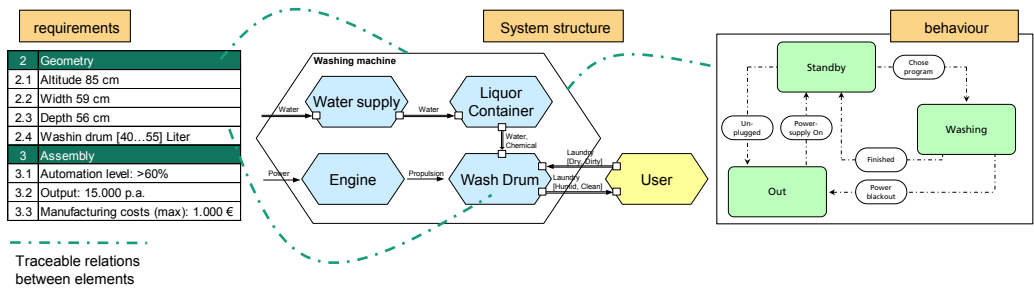 requirements
2 Geometry
2.1 Altitude 85 cm
2.2 Width 59 cm
2.3 Depth 56 cm
2.4 Washin drum [40...55] Liter
3 Assembly
3.1 Automation level: >60%
3.2 Output: 15.000 p.a.
3.3 Manufacturing costs (max): 1.000 €
Traceable relations
between elements
System structure
Washing machine
Water
Water supply
Water
Liquor
Container
Water,
Chemical
Power
Engine
Propulsion
Wash Drum
Laundry
[Dry, Dirty]
Laundry
[Humid, Clean]
User
behaviour
Standby
Chose
program
Un-
plugged
Power-
supply On
Washing
Finished
Out
Power
blackout